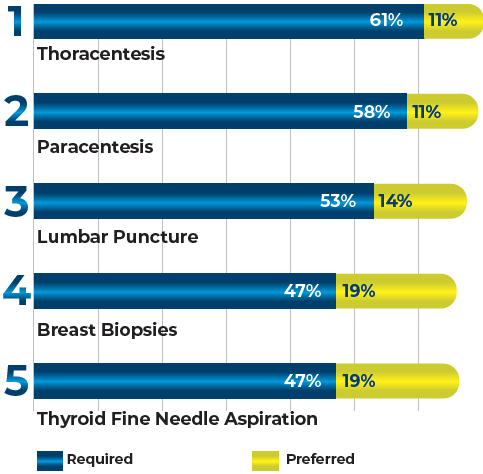 1 61% 11%
Thoracentesis
2 58% 11%
Paracentesis
3 53% 14%
Lumbar Puncture
4 47% 19%
Breast Biopsies
5 47% 19%
Thyroid Fine Needle Aspiration
Required Preferred